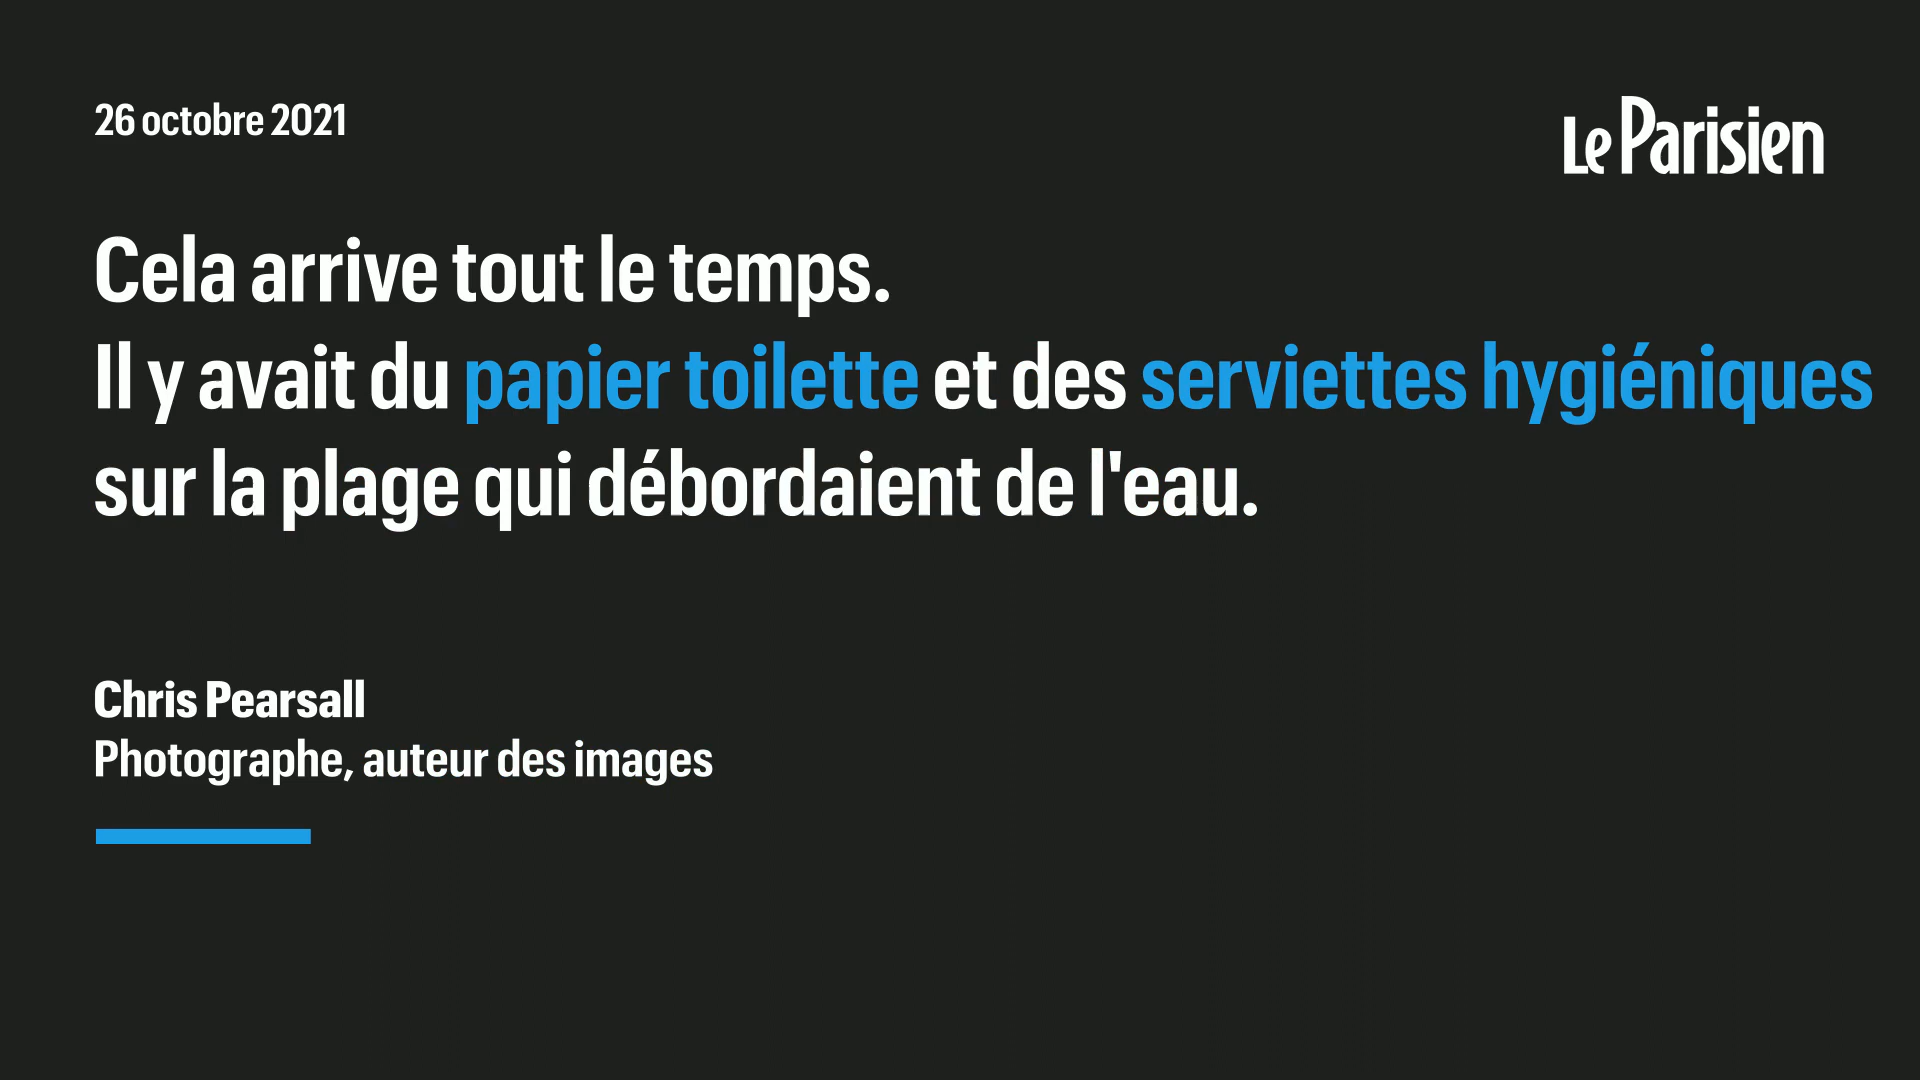 26 octobre 2021
Le Parisien
Cela arrive tout le temps.
Il y avait du papier toilette et des serviettes hygiéniques
sur la plage qui débordaient de l'eau.
Chris Pearsall
Photographe, auteur des images